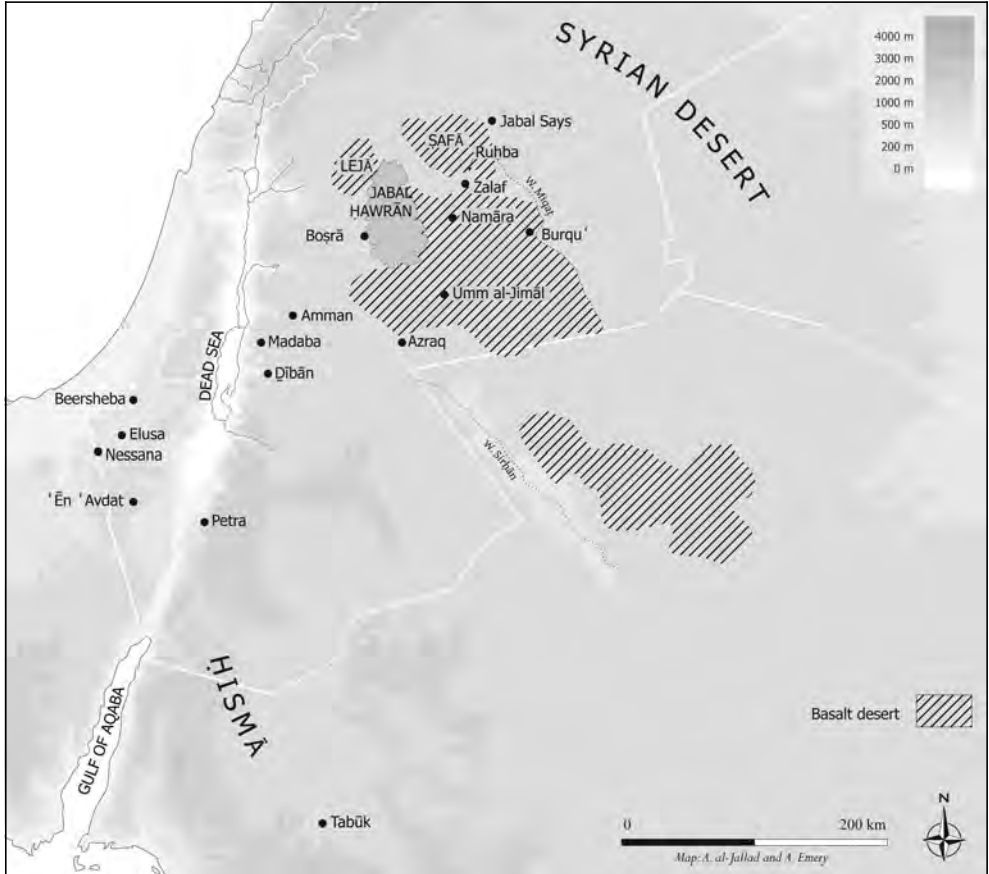 SYRIAN DESERT
4000 m
3000 m
2000 m
1000 m
500 m
200 m
0 m
Jabal Says
ṢAFĀ
Ruḥba
LEJĀ
Zalaf
W. Miqat
JABAL
HAWRĀN
Namāra
Boṣrā
Burquʿ
Umm al-Jimāl
Amman
Madaba
Azraq
DEAD SEA
Ḏībān
Beersheba
Elusa
Nessana
W. Sirḥān
ʿĒn ʿAvdat
Petra
ḤISMĀ
GULF OF AQABA
Basalt desert
Tabūk
N
0 200 km
Map: A. al-Jallad and A. Emery